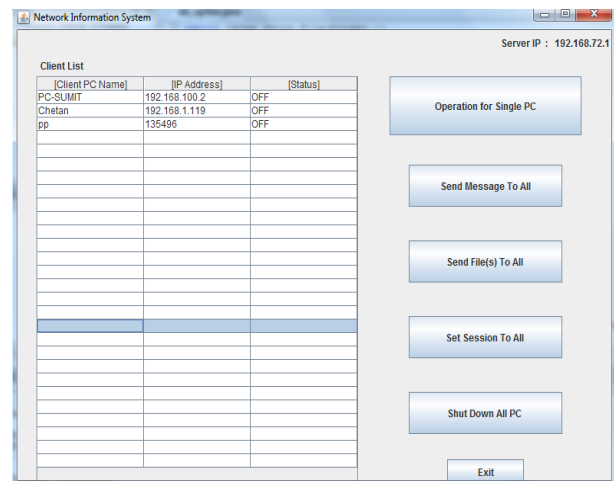 Network Information System
Server IP : 192.168.72.1
Client List
[Client PC Name] [IP Address] [Status]
PC-SUMIT 192.168.100.2 OFF
Chetan 192.168.1.119 OFF
pp 135496 OFF
Operation for Single PC
Send Message To All
Send File(s) To All
Set Session To All
Shut Down All PC
Exit